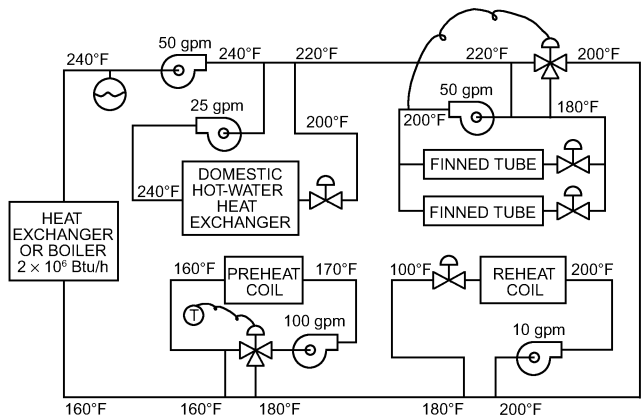 50 gpm
240°F
240°F
220°F
220°F
200°F
25 gpm
50 gpm
200°F
180°F
200°F
240°F
DOMESTIC
HOT-WATER
HEAT
EXCHANGER
FINNED TUBE
FINNED TUBE
HEAT
EXCHANGER
OR BOILER
2 × 10⁶ Btu/h
160°F
PREHEAT
COIL
170°F
100°F
REHEAT
COIL
200°F
T
100 gpm
10 gpm
160°F
160°F
180°F
180°F
200°F